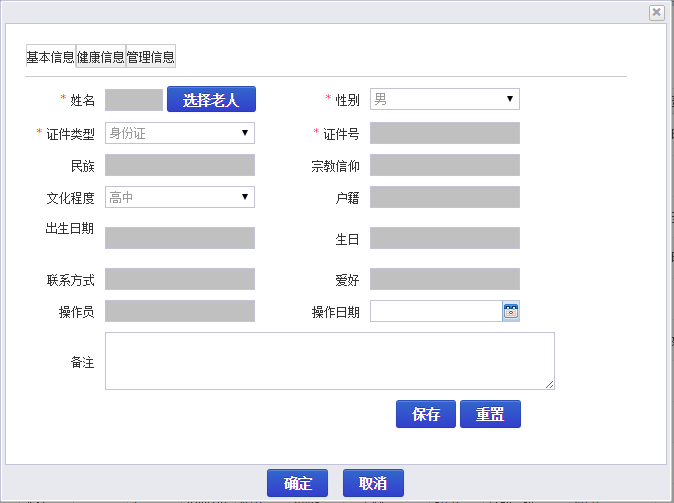 基本信息 健康信息 管理信息
* 姓名 选择老人 * 性别 男
* 证件类型 身份证 * 证件号
民族 宗教信仰
文化程度 高中 户籍
出生日期 生日
联系方式 爱好
操作员 操作日期
备注
保存 重置
确定 取消